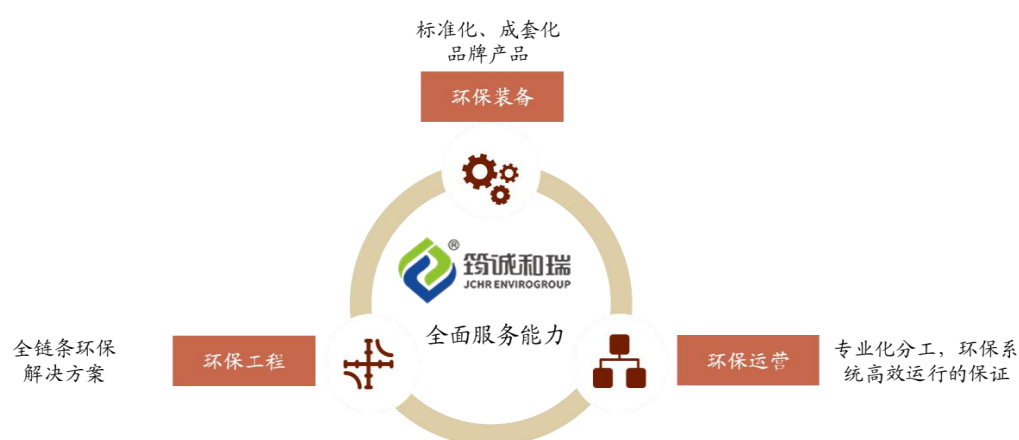 标准化、成套化
品牌产品
环保装备
®
筠诚和瑞
JCHR ENVIROGROUP
全面服务能力
全链条环保
解决方案
环保工程
环保运营
专业化分工，环保系
统高效运行的保证